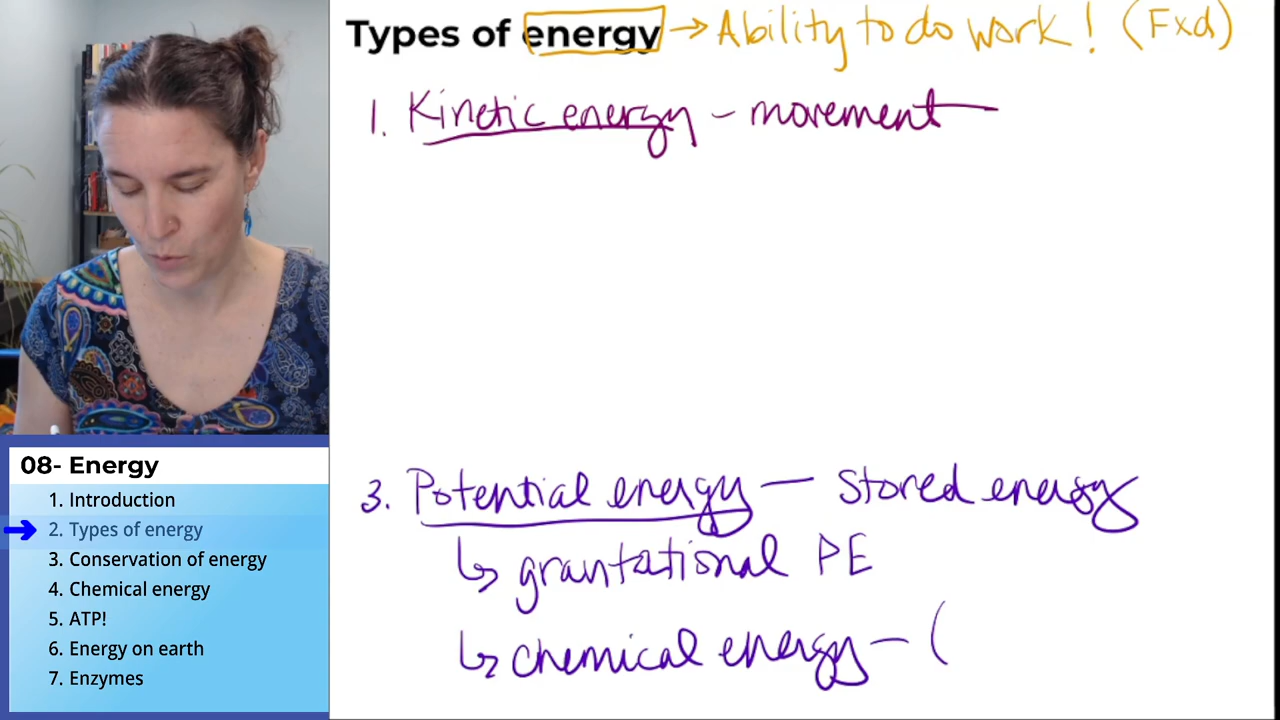 Types of energy → Ability to do work! (Fxd)
1. Kinetic energy - movement
3. Potential energy - Stored energy
↳ gravitational PE
↳ chemical energy - (
08- Energy
1. Introduction
2. Types of energy
3. Conservation of energy
4. Chemical energy
5. ATP!
6. Energy on earth
7. Enzymes